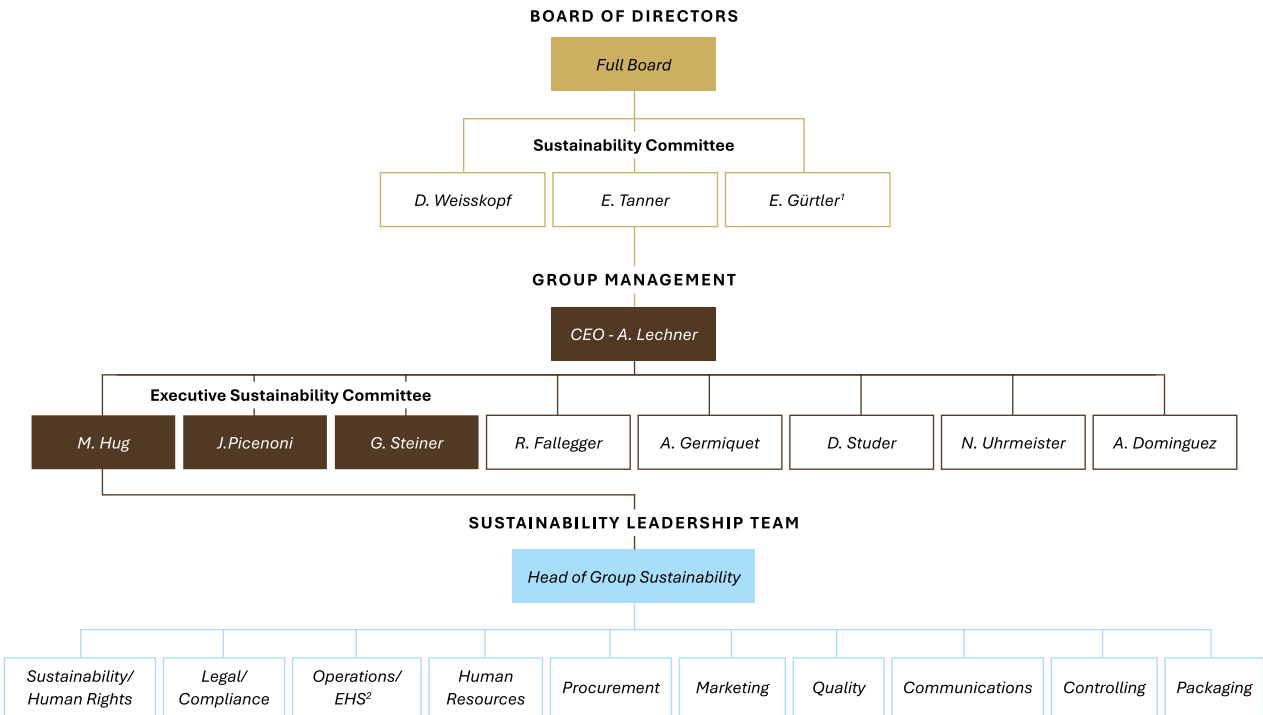 BOARD OF DIRECTORS
Full Board
Sustainability Committee
D. Weisskopf
E. Tanner
E. Gürtler¹
GROUP MANAGEMENT
CEO - A. Lechner
Executive Sustainability Committee
M. Hug
J.Picenoni
G. Steiner
R. Fallegger
A. Germiquet
D. Studer
N. Uhrmeister
A. Dominguez
SUSTAINABILITY LEADERSHIP TEAM
Head of Group Sustainability
Sustainability/
Human Rights
Legal/
Compliance
Operations/
EHS²
Human
Resources
Procurement
Marketing
Quality
Communications
Controlling
Packaging